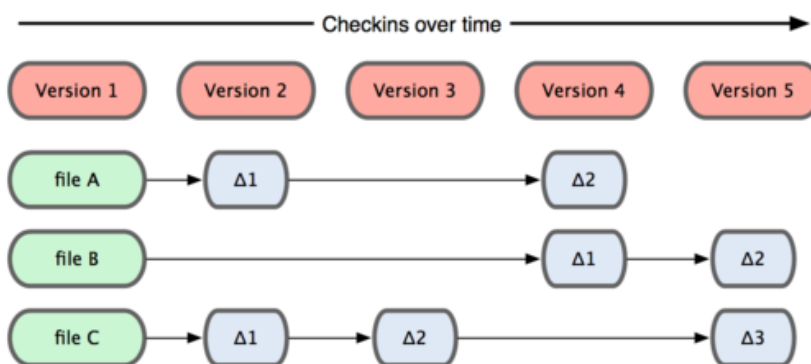 Checkins over time
Version 1 Version 2 Version 3 Version 4 Version 5
file A Δ1 Δ2
file B Δ1 Δ2
file C Δ1 Δ2 Δ3